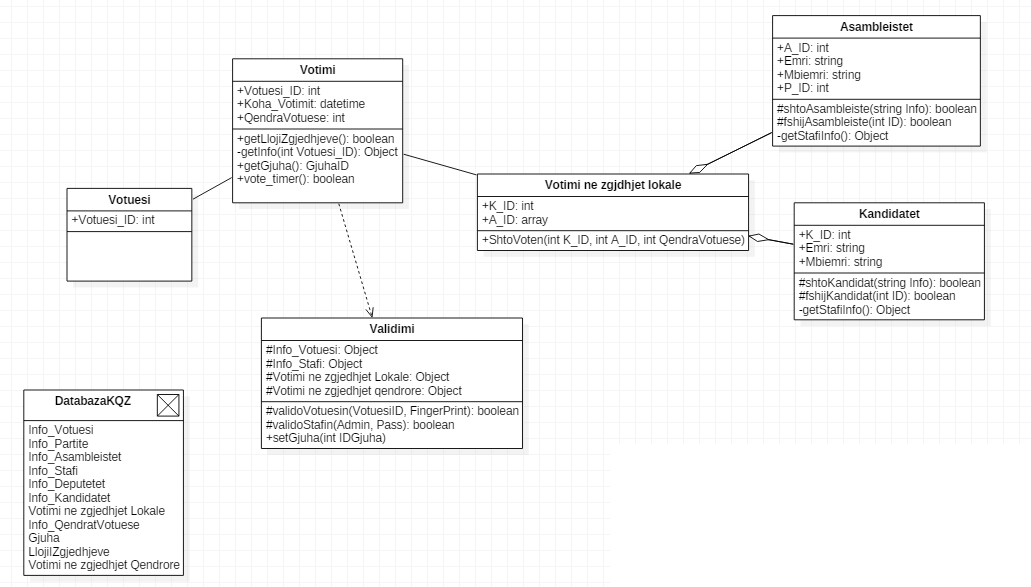 Asambleistet
+A_ID: int
+Emri: string
+Mbiemri: string
+P_ID: int
#shtoAsambleiste(string Info): boolean
#fshijAsambleiste(int ID): boolean
-getStafiInfo(): Object
Votimi
+Votuesi_ID: int
+Koha_Votimit: datetime
+QendraVotuese: int
+getLlojiZgjedhjeve(): boolean
-getInfo(int Votuesi_ID): Object
+getGjuha(): GjuhaID
+vote_timer(): boolean
Votuesi
+Votuesi_ID: int
Votimi ne zgjdhjet lokale
+K_ID: int
+A_ID: array
+ShtoVoten(int K_ID, int A_ID, int QendraVotuese)
Kandidatet
+K_ID: int
+Emri: string
+Mbiemri: string
#shtoKandidat(string Info): boolean
#fshijKandidat(int ID): boolean
-getStafiInfo(): Object
Validimi
#Info_Votuesi: Object
#Info_Stafi: Object
#Votimi ne zgjedhjet Lokale: Object
#Votimi ne zgjedhjet qendrore: Object
#validoVotuesin(VotuesiID, FingerPrint): boolean
#validoStafin(Admin, Pass): boolean
+setGjuha(int IDGjuha)
DatabazaKQZ
Info_Votuesi
Info_Partite
Info_Asambleistet
Info_Stafi
Info_Deputetet
Info_Kandidatet
Votimi ne zgjedhjet Lokale
Info_QendratVotuese
Gjuha
LlojiIZgjedhjeve
Votimi ne zgjedhjet Qendrore